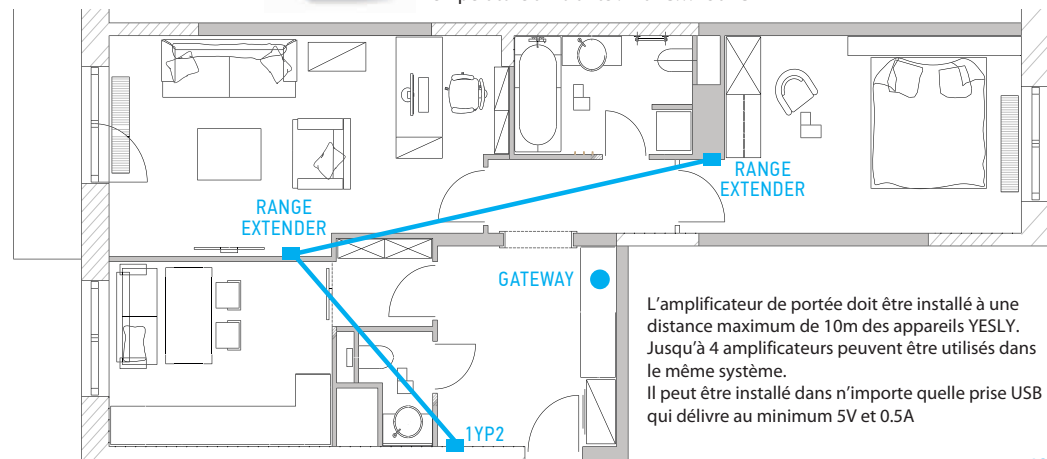 RANGE
EXTENDER
RANGE
EXTENDER
GATEWAY
1YP2
L'amplificateur de portée doit être installé à une
distance maximum de 10m des appareils YESLY.
Jusqu'à 4 amplificateurs peuvent être utilisés dans
le même système.
Il peut être installé dans n'importe quelle prise USB
qui délivre au minimum 5V et 0.5A